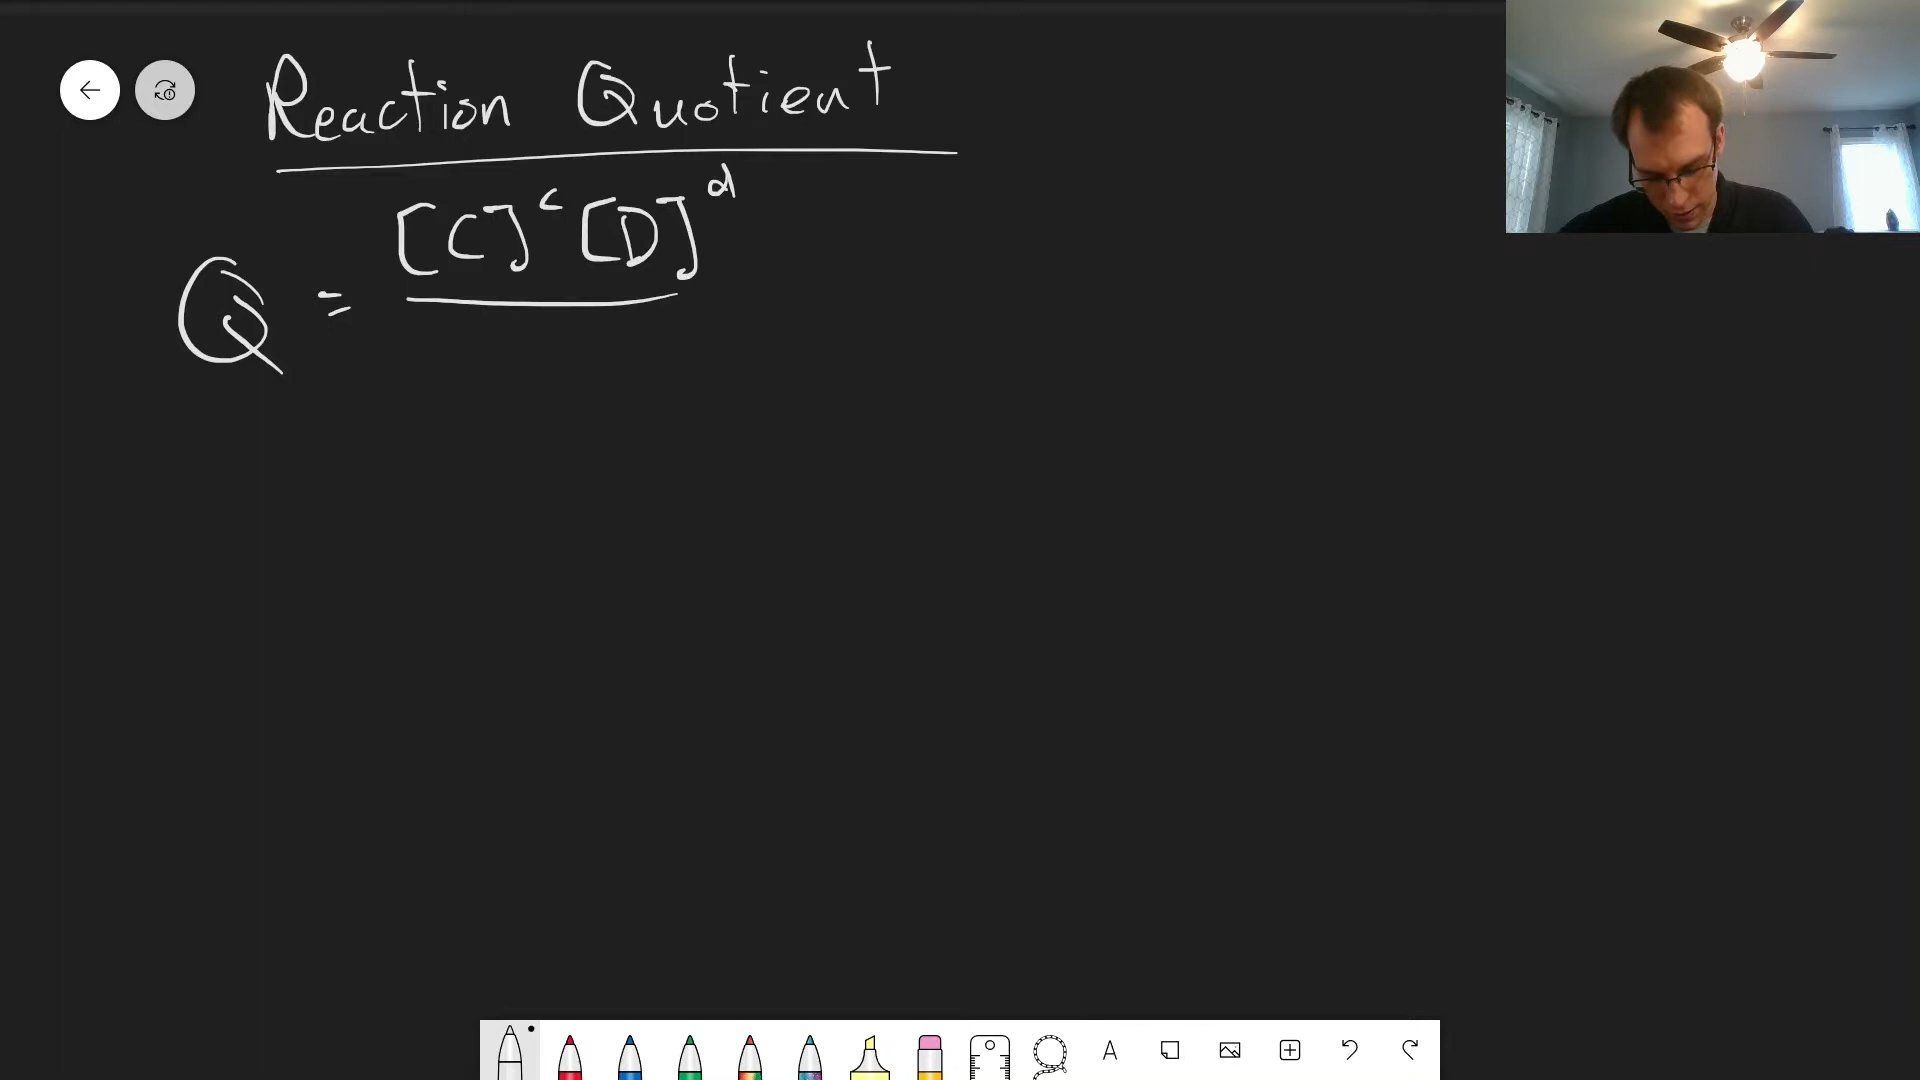 Reaction Quotient
[C]ᶜ [D]ᵈ
Q =
A